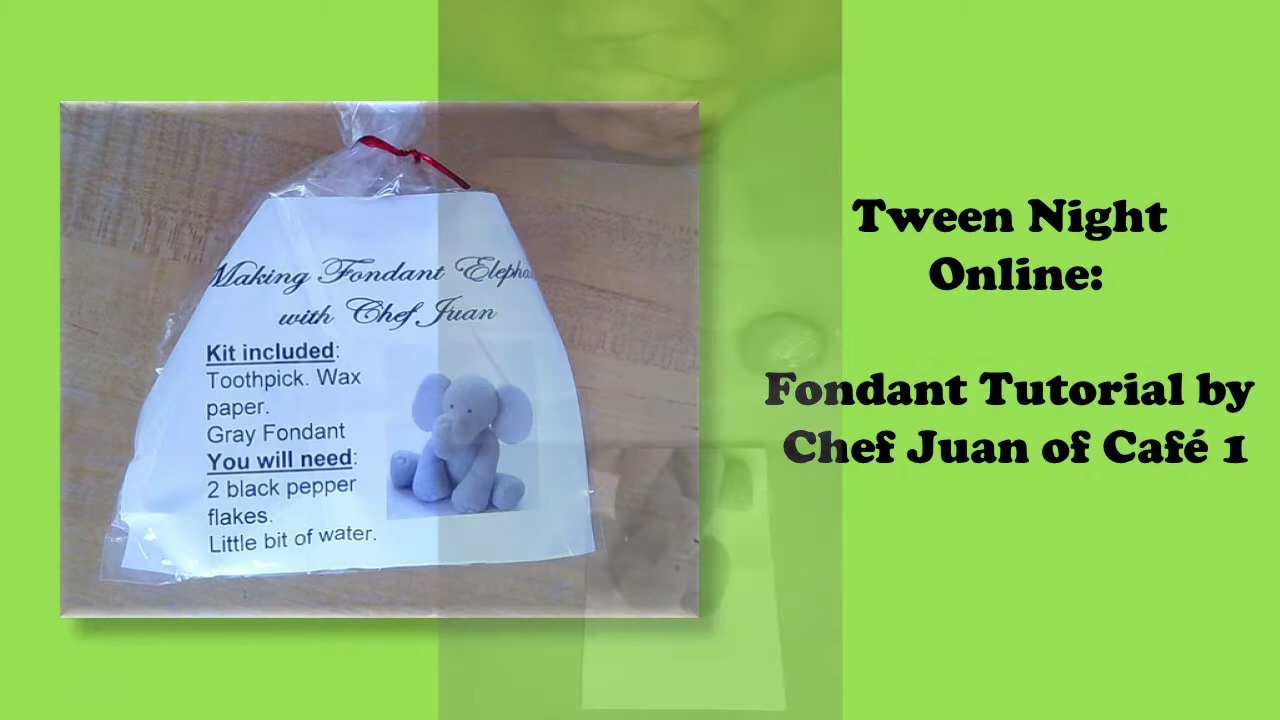 Making Fondant
with Chef Juan
Kit included:
Toothpick. Wax
paper.
Gray Fondant
You will need:
2 black pepper
flakes.
Little bit of water.
Tween Night
Online:
Fondant Tutorial by
Chef Juan of Café 1